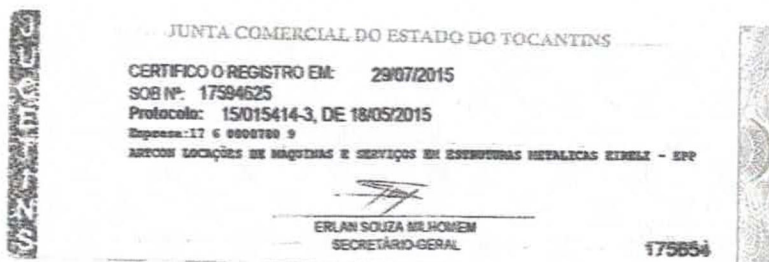 JUNTA COMERCIAL DO ESTADO DO TOCANTINS
CERTIFICO O REGISTRO EM: 29/07/2015
SOB Nº: 17594625
Protocolo: 15/015414-3, DE 18/05/2015
Empresa:17 6 0000780 9
ARTCON LOCAÇÕES DE MÁQUINAS E SERVIÇOS EM ESTRUTURAS METALICAS EIRELI - EPP
ERLAN SOUZA MILHOMEM
SECRETÁRIO-GERAL
175654